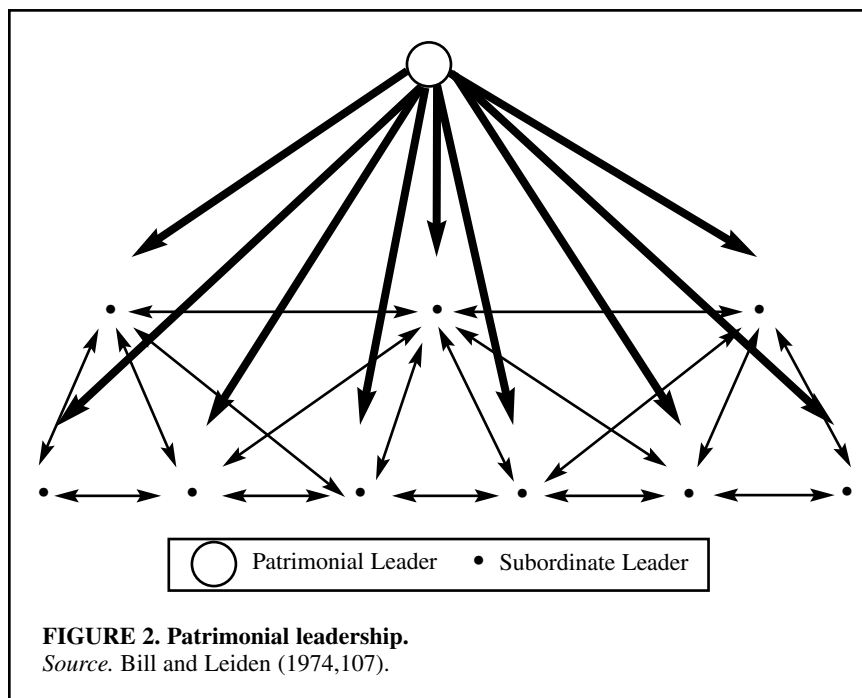 Patrimonial Leader Subordinate Leader
FIGURE 2. Patrimonial leadership.
Source. Bill and Leiden (1974,107).